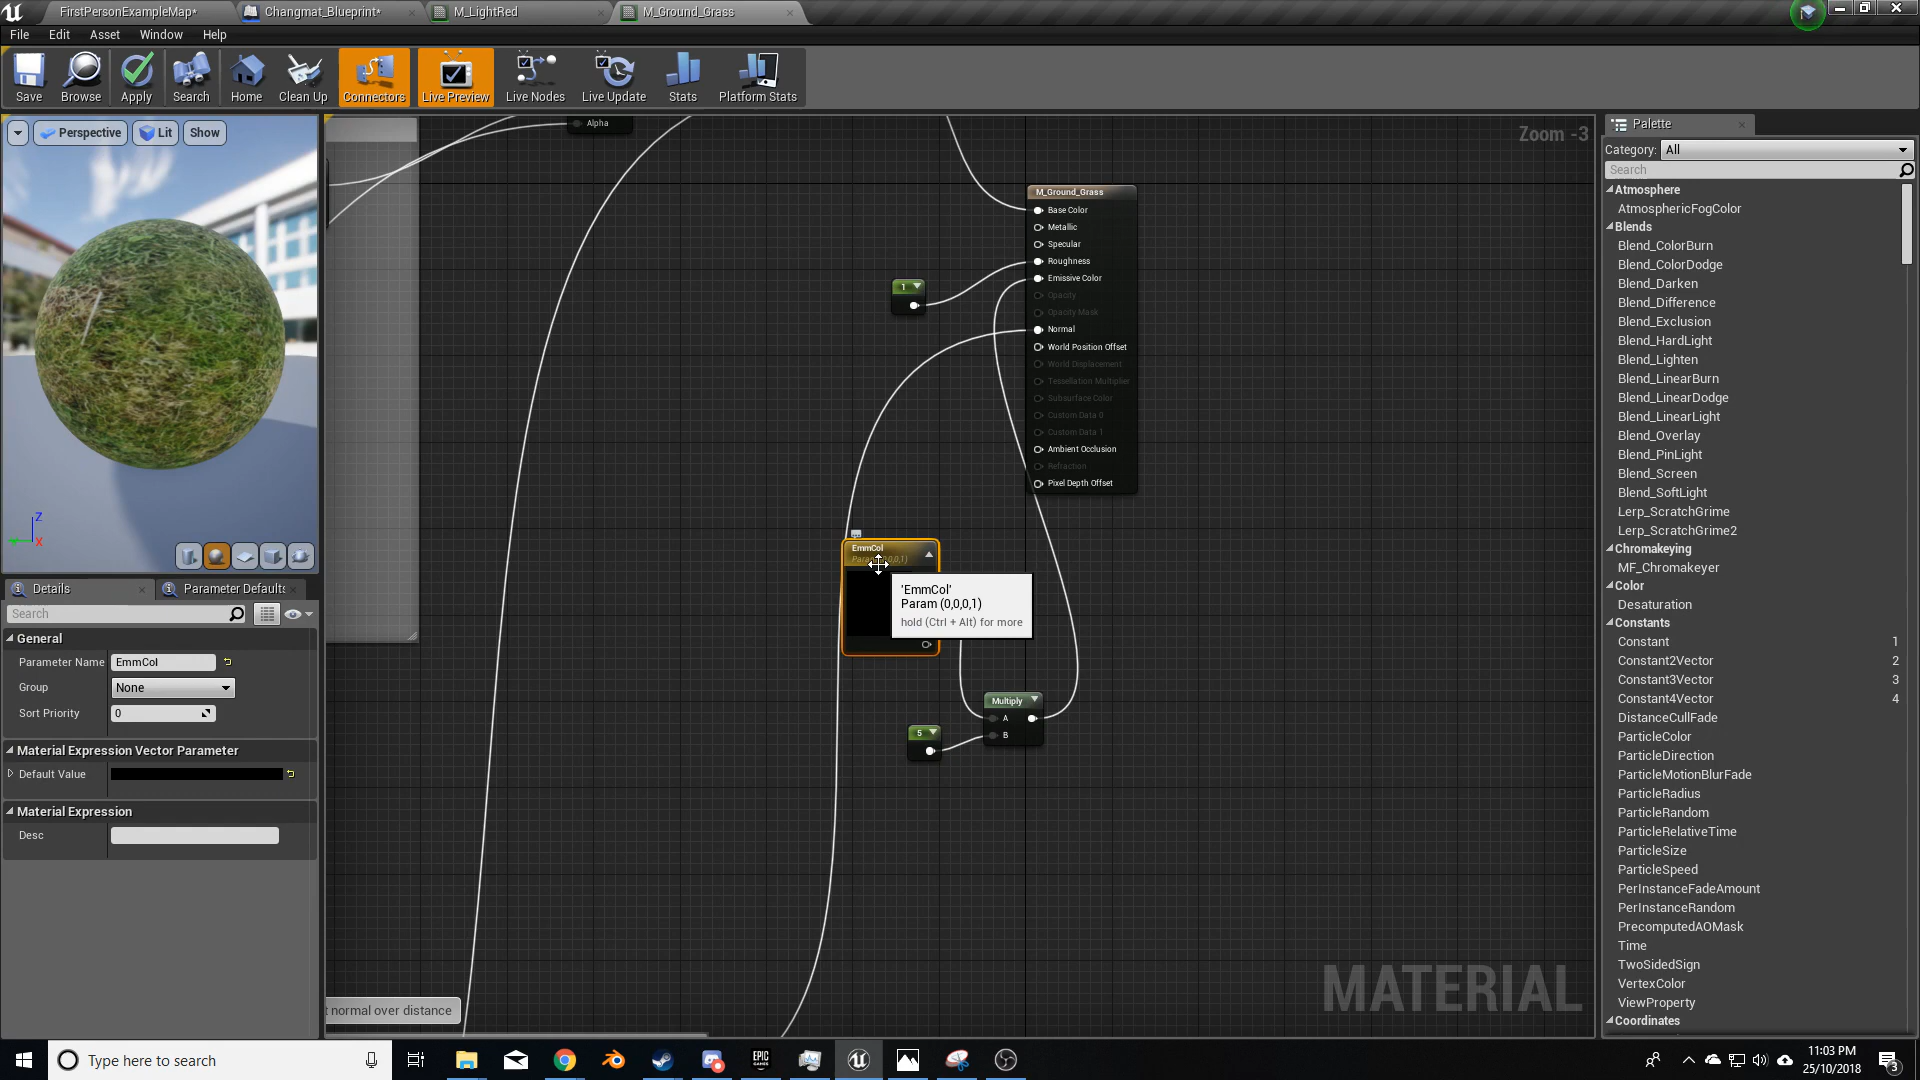 FirstPersonExampleMap*
Changmat_Blueprint*
M_LightRed
M_Ground_Grass
File Edit Asset Window Help
Save Browse Apply Search Home Clean Up Connectors Live Preview Live Nodes Live Update Stats Platform Stats
Perspective Lit Show
Z
X
Details
Parameter Defaults
Search
General
Parameter Name EmmCol
Group None
Sort Priority 0
Material Expression Vector Parameter
Default Value
Material Expression
Desc
Alpha
Zoom -3
M_Ground_Grass
Base Color
Metallic
Specular
Roughness
Emissive Color
Opacity
Opacity Mask
Normal
World Position Offset
World Displacement
Tessellation Multiplier
Subsurface Color
Custom Data 0
Custom Data 1
Ambient Occlusion
Refraction
Pixel Depth Offset
1
EmmCol
'EmmCol'
Param (0,0,0,1)
hold (Ctrl + Alt) for more
Multiply
A
B
5
t normal over distance
MATERIAL
Palette
Category: All
Search
Atmosphere
AtmosphericFogColor
Blends
Blend_ColorBurn
Blend_ColorDodge
Blend_Darken
Blend_Difference
Blend_Exclusion
Blend_HardLight
Blend_Lighten
Blend_LinearBurn
Blend_LinearDodge
Blend_LinearLight
Blend_Overlay
Blend_PinLight
Blend_Screen
Blend_SoftLight
Lerp_ScratchGrime
Lerp_ScratchGrime2
Chromakeying
MF_Chromakeyer
Color
Desaturation
Constants
Constant 1
Constant2Vector 2
Constant3Vector 3
Constant4Vector 4
DistanceCullFade
ParticleColor
ParticleDirection
ParticleMotionBlurFade
ParticleRadius
ParticleRandom
ParticleRelativeTime
ParticleSize
ParticleSpeed
PerInstanceFadeAmount
PerInstanceRandom
PrecomputedAOMask
Time
TwoSidedSign
VertexColor
ViewProperty
Coordinates
Type here to search
EPIC
GAMES
11:03 PM
25/10/2018
3